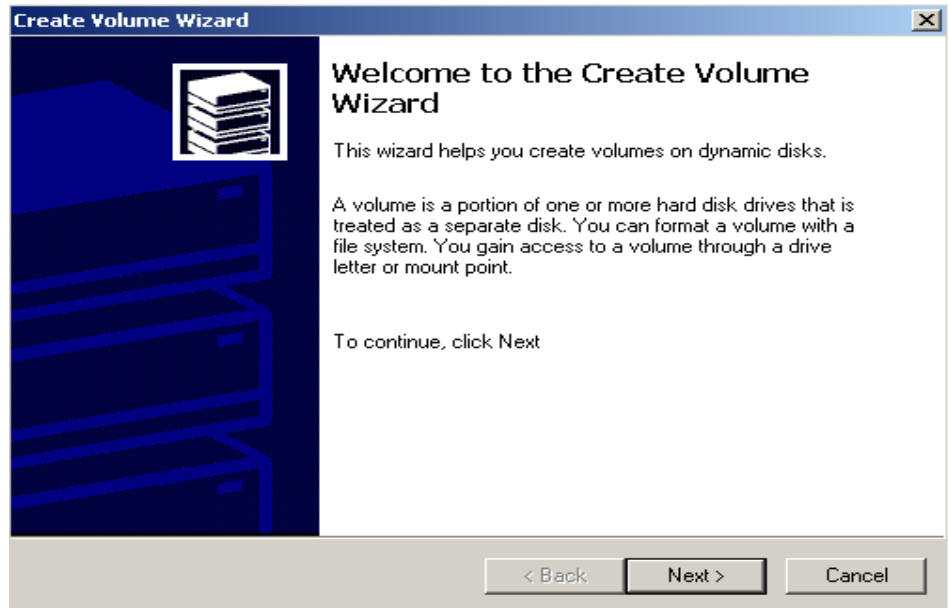 Create Volume Wizard
Welcome to the Create Volume
Wizard
This wizard helps you create volumes on dynamic disks.
A volume is a portion of one or more hard disk drives that is
treated as a separate disk. You can format a volume with a
file system. You gain access to a volume through a drive
letter or mount point.
To continue, click Next
< Back
Next >
Cancel